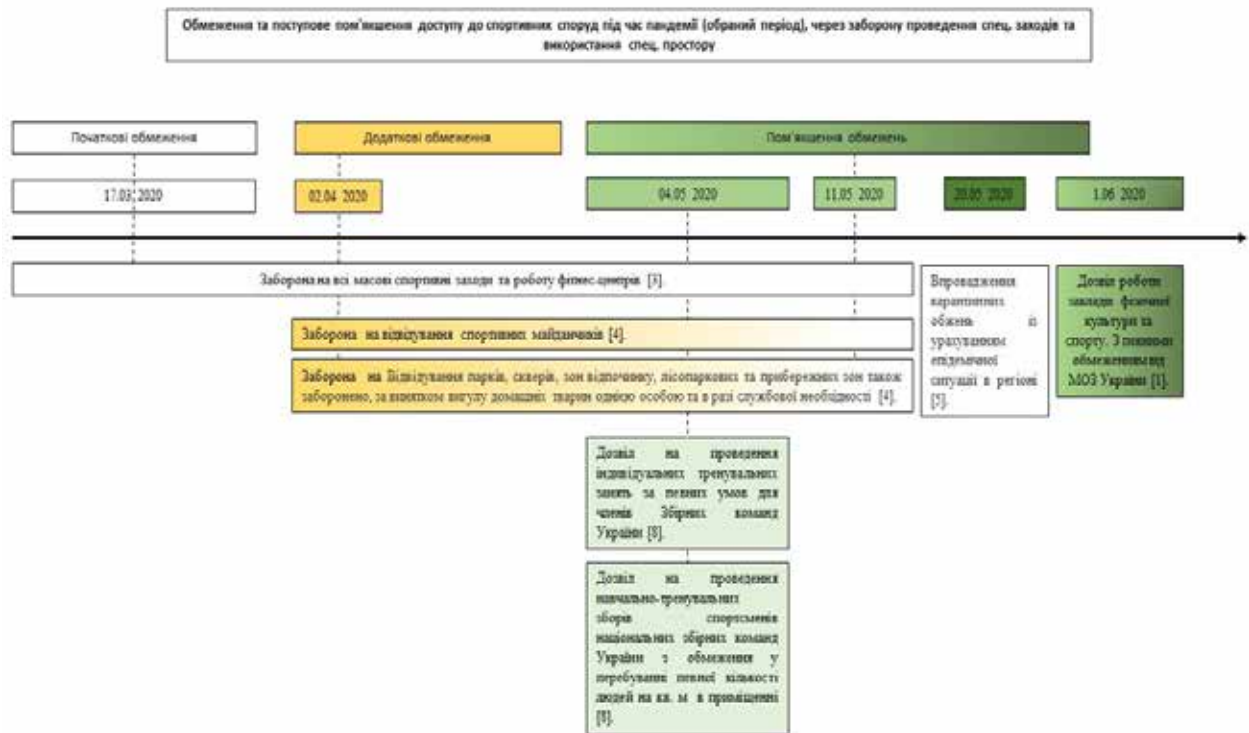 Обмеження та поступове пом'якшення доступу до спортивних споруд під час пандемії (обраний період), через заборону проведення спец. заходів та
використання спец. простору
Початкові обмеження
Додаткові обмеження
Пом'якшення обмежень
17.03. 2020
02.04 2020
04.05 2020
11.05 2020
20.05 2020
1.06 2020
Заборона на всі масові спортивні заходи та роботу фітнес-центрів [3].
Заборона на відвідування спортивних майданчиків [4].
Заборона на Відвідування парків, скверів, зон відпочинку, лісопаркових та прибережних зон також
заборонено, за винятком вигулу домашніх тварин однією особою та в разі службової необхідності [4].
Впровадження
карантинних
обжень із
урахуванням
епідемічної
ситуації в регіоні
[5].
Дозвіл роботи
закладів фізичної
культури та
спорту. З певними
обмеженням від
МОЗ України [1].
Дозвіл на проведення
індивідуальних тренувальних
занять за певних умов для
членів Збірних команд
України [8].
Дозвіл на проведення
навчально-тренувальних
зборів спортсменів
національних збірних команд
України з обмеження у
перебуванні певної кількості
людей на кв. м в приміщенні
[8].